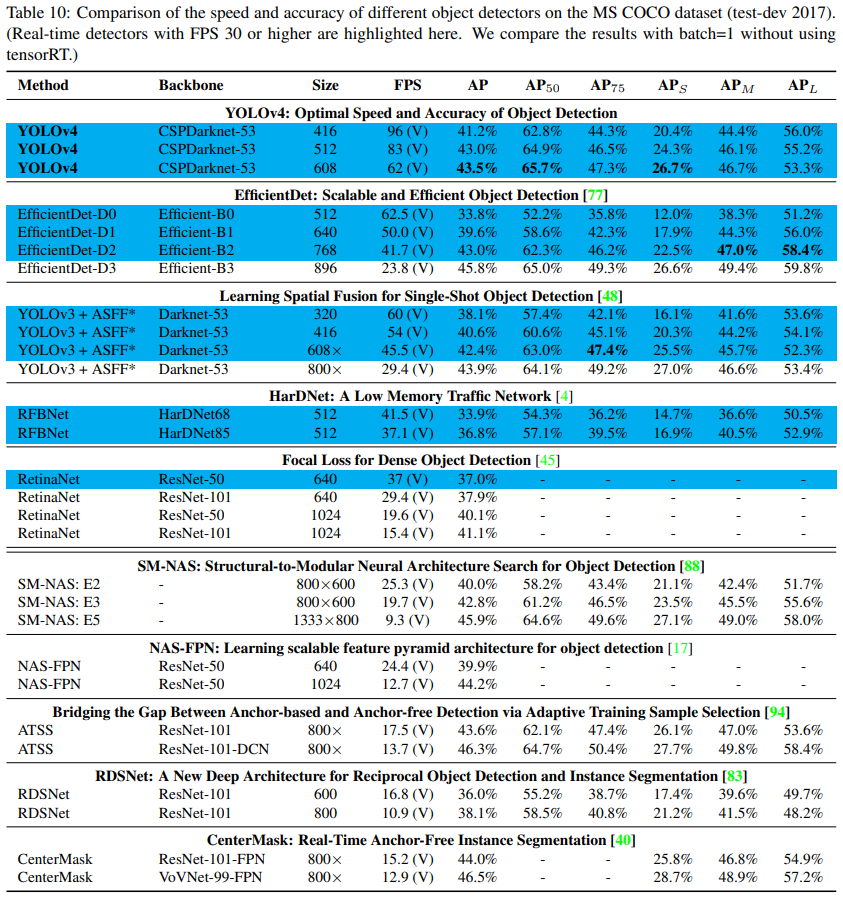 Table 10: Comparison of the speed and accuracy of different object detectors on the MS COCO dataset (test-dev 2017).
(Real-time detectors with FPS 30 or higher are highlighted here. We compare the results with batch=1 without using
tensorRT.)
Method Backbone Size FPS AP AP50 AP75 APS APM APL
YOLOv4: Optimal Speed and Accuracy of Object Detection
YOLOv4 CSPDarknet-53 416 96 (V) 41.2% 62.8% 44.3% 20.4% 44.4% 56.0%
YOLOv4 CSPDarknet-53 512 83 (V) 43.0% 64.9% 46.5% 24.3% 46.1% 55.2%
YOLOv4 CSPDarknet-53 608 62 (V) 43.5% 65.7% 47.3% 26.7% 46.7% 53.3%
EfficientDet: Scalable and Efficient Object Detection [77]
EfficientDet-D0 Efficient-B0 512 62.5 (V) 33.8% 52.2% 35.8% 12.0% 38.3% 51.2%
EfficientDet-D1 Efficient-B1 640 50.0 (V) 39.6% 58.6% 42.3% 17.9% 44.3% 56.0%
EfficientDet-D2 Efficient-B2 768 41.7 (V) 43.0% 62.3% 46.2% 22.5% 47.0% 58.4%
EfficientDet-D3 Efficient-B3 896 23.8 (V) 45.8% 65.0% 49.3% 26.6% 49.4% 59.8%
Learning Spatial Fusion for Single-Shot Object Detection [48]
YOLOv3 + ASFF* Darknet-53 320 60 (V) 38.1% 57.4% 42.1% 16.1% 41.6% 53.6%
YOLOv3 + ASFF* Darknet-53 416 54 (V) 40.6% 60.6% 45.1% 20.3% 44.2% 54.1%
YOLOv3 + ASFF* Darknet-53 608× 45.5 (V) 42.4% 63.0% 47.4% 25.5% 45.7% 52.3%
YOLOv3 + ASFF* Darknet-53 800× 29.4 (V) 43.9% 64.1% 49.2% 27.0% 46.6% 53.4%
HarDNet: A Low Memory Traffic Network [4]
RFBNet HarDNet68 512 41.5 (V) 33.9% 54.3% 36.2% 14.7% 36.6% 50.5%
RFBNet HarDNet85 512 37.1 (V) 36.8% 57.1% 39.5% 16.9% 40.5% 52.9%
Focal Loss for Dense Object Detection [45]
RetinaNet ResNet-50 640 37 (V) 37.0% - - - - -
RetinaNet ResNet-101 640 29.4 (V) 37.9% - - - - -
RetinaNet ResNet-50 1024 19.6 (V) 40.1% - - - - -
RetinaNet ResNet-101 1024 15.4 (V) 41.1% - - - - -
SM-NAS: Structural-to-Modular Neural Architecture Search for Object Detection [88]
SM-NAS: E2 - 800×600 25.3 (V) 40.0% 58.2% 43.4% 21.1% 42.4% 51.7%
SM-NAS: E3 - 800×600 19.7 (V) 42.8% 61.2% 46.5% 23.5% 45.5% 55.6%
SM-NAS: E5 - 1333×800 9.3 (V) 45.9% 64.6% 49.6% 27.1% 49.0% 58.0%
NAS-FPN: Learning scalable feature pyramid architecture for object detection [17]
NAS-FPN ResNet-50 640 24.4 (V) 39.9% - - - - -
NAS-FPN ResNet-50 1024 12.7 (V) 44.2% - - - - -
Bridging the Gap Between Anchor-based and Anchor-free Detection via Adaptive Training Sample Selection [94]
ATSS ResNet-101 800× 17.5 (V) 43.6% 62.1% 47.4% 26.1% 47.0% 53.6%
ATSS ResNet-101-DCN 800× 13.7 (V) 46.3% 64.7% 50.4% 27.7% 49.8% 58.4%
RDSNet: A New Deep Architecture for Reciprocal Object Detection and Instance Segmentation [83]
RDSNet ResNet-101 600 16.8 (V) 36.0% 55.2% 38.7% 17.4% 39.6% 49.7%
RDSNet ResNet-101 800 10.9 (V) 38.1% 58.5% 40.8% 21.2% 41.5% 48.2%
CenterMask: Real-Time Anchor-Free Instance Segmentation [40]
CenterMask ResNet-101-FPN 800× 15.2 (V) 44.0% - - 25.8% 46.8% 54.9%
CenterMask VoVNet-99-FPN 800× 12.9 (V) 46.5% - - 28.7% 48.9% 57.2%